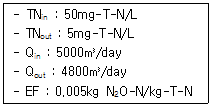 - TNin : 50mg-T-N/L
- TNout : 5mg-T-N/L
- Qin : 5000㎥/day
- Qout : 4800㎥/day
- EF : 0,005kg N₂O-N/kg-T-N